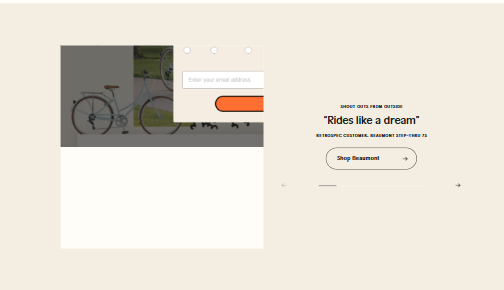 Enter your email address
SHOUT OUTS FROM OUTSIDE
“Rides like a dream”
RETROSPEC CUSTOMER, BEAUMONT STEP-THRU 7S
Shop Beaumont